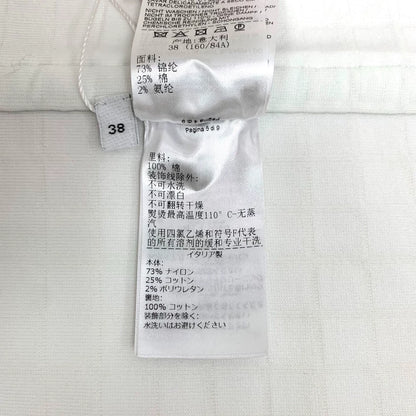 TETRACLOROETILENO
NICHT WASCHEN / NICHT BLEICHEN
产地:意大利
38 (160/84A)
面料:
73% 锦纶
25% 棉
2% 氨纶
38
Pagina 5 di 9
里料:
100% 棉
装饰线除外:
不可水洗
不可漂白
不可翻转干燥
熨烫最高温度110° C-无蒸
汽
使用四氯乙烯和符号F代表
的所有溶剂的缓和专业干洗
イタリア製
本体:
73% ナイロン
25% コットン
2% ポリウレタン
裏地:
100% コットン
装飾部分を除く:
水洗いはお避けください